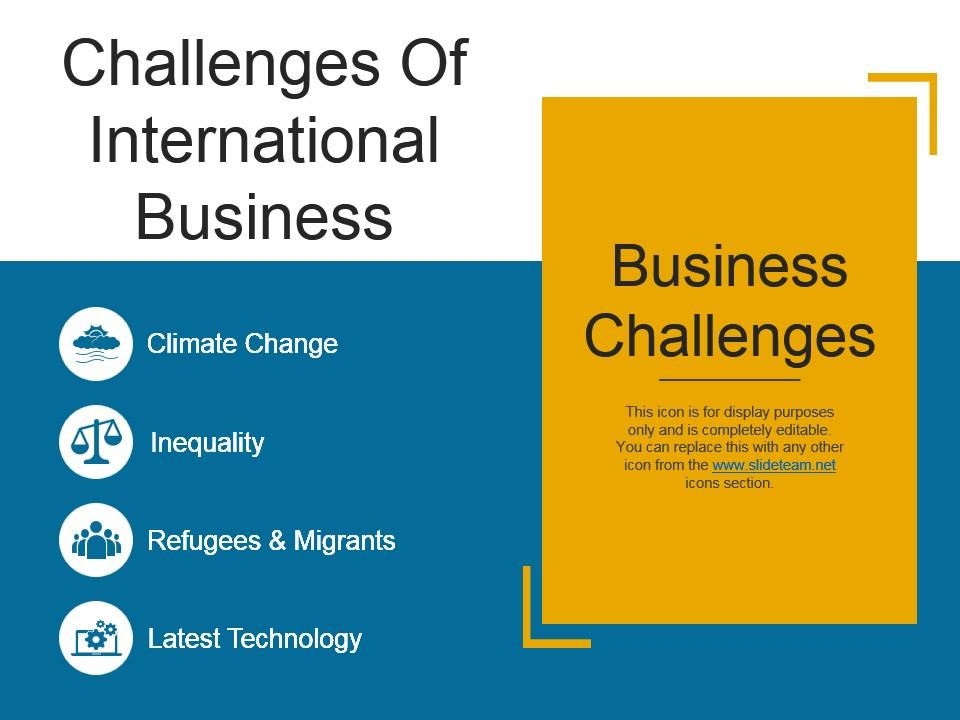 Challenges Of
International
Business
Climate Change
Inequality
Refugees & Migrants
Latest Technology
Business
Challenges
This icon is for display purposes
only and is completely editable.
You can replace this with any other
icon from the www.slideteam.net
icons section.